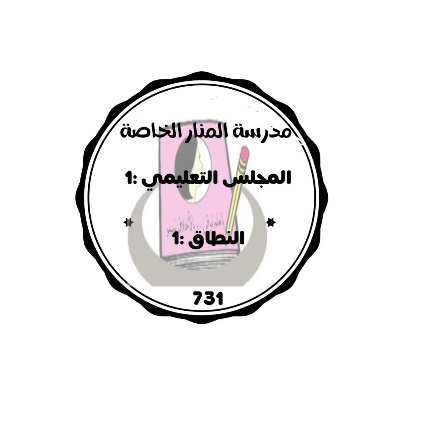 مدرسة المنار الخاصة
المجلس التعليمي :1
النطاق :1
731